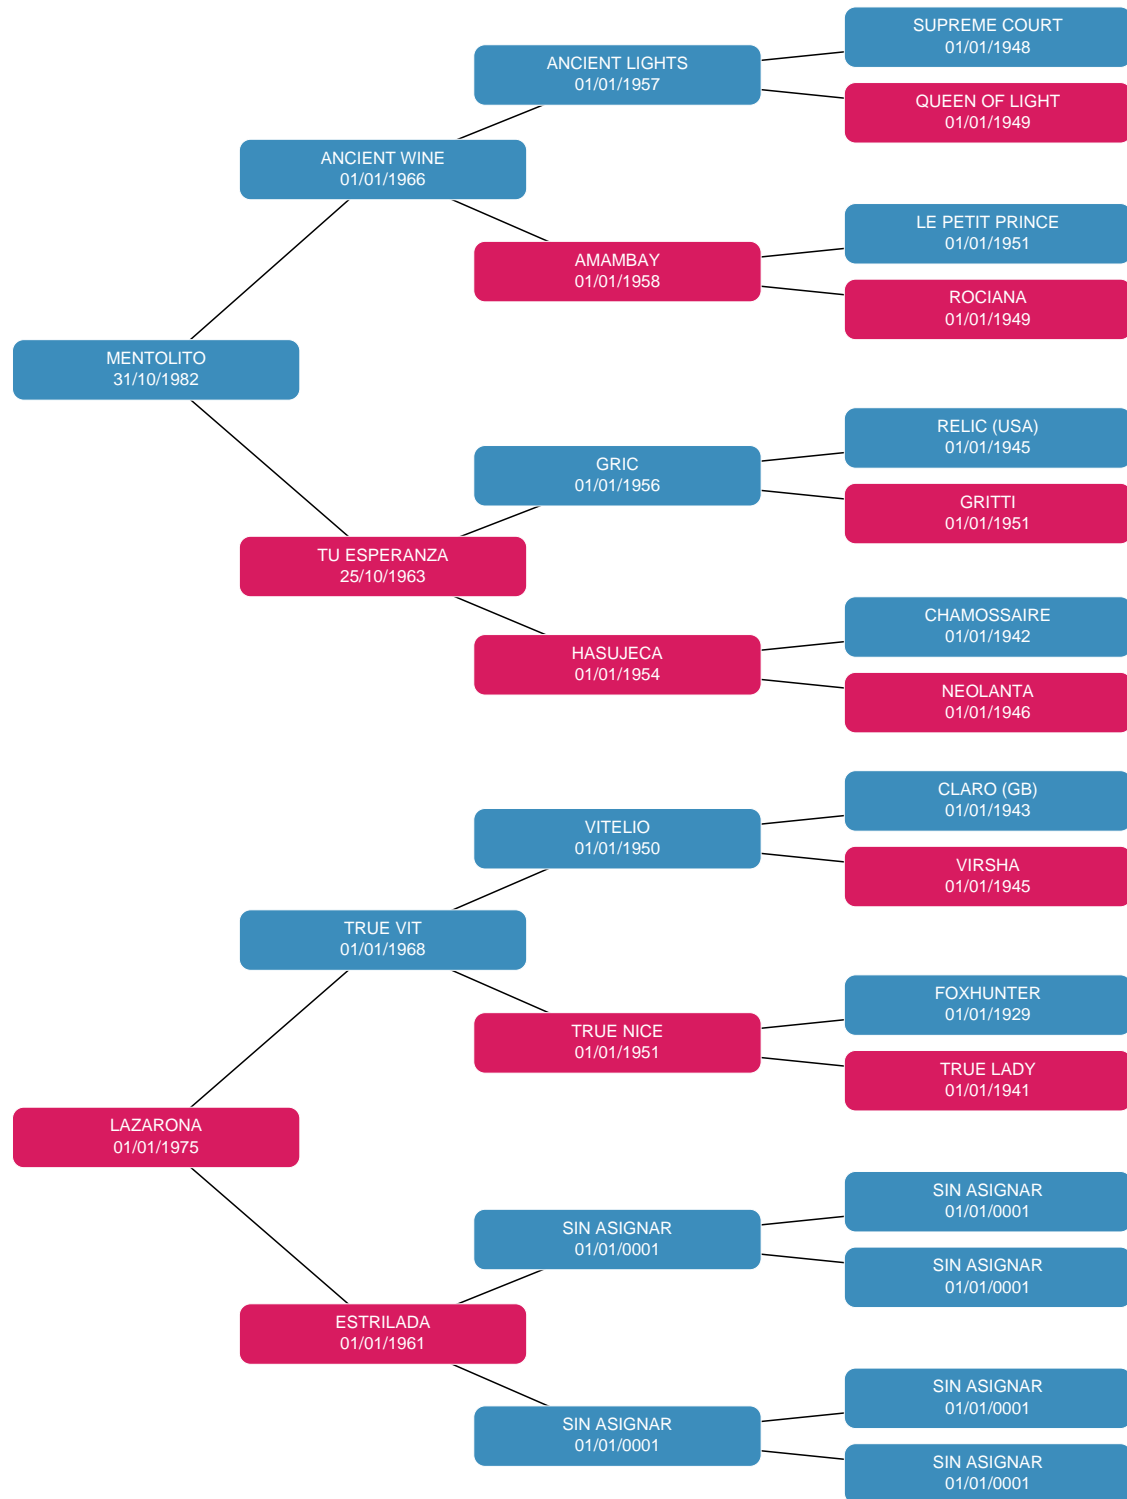 SUPREME COURT
01/01/1948
ANCIENT LIGHTS
01/01/1957
QUEEN OF LIGHT
01/01/1949
ANCIENT WINE
01/01/1966
LE PETIT PRINCE
01/01/1951
AMAMBAY
01/01/1958
ROCIANA
01/01/1949
MENTOLITO
31/10/1982
RELIC (USA)
01/01/1945
GRIC
01/01/1956
GRITTI
01/01/1951
TU ESPERANZA
25/10/1963
CHAMOSSAIRE
01/01/1942
HASUJECA
01/01/1954
NEOLANTA
01/01/1946
CLARO (GB)
01/01/1943
VITELIO
01/01/1950
VIRSHA
01/01/1945
TRUE VIT
01/01/1968
FOXHUNTER
01/01/1929
TRUE NICE
01/01/1951
TRUE LADY
01/01/1941
LAZARONA
01/01/1975
SIN ASIGNAR
01/01/0001
SIN ASIGNAR
01/01/0001
SIN ASIGNAR
01/01/0001
ESTRILADA
01/01/1961
SIN ASIGNAR
01/01/0001
SIN ASIGNAR
01/01/0001
SIN ASIGNAR
01/01/0001